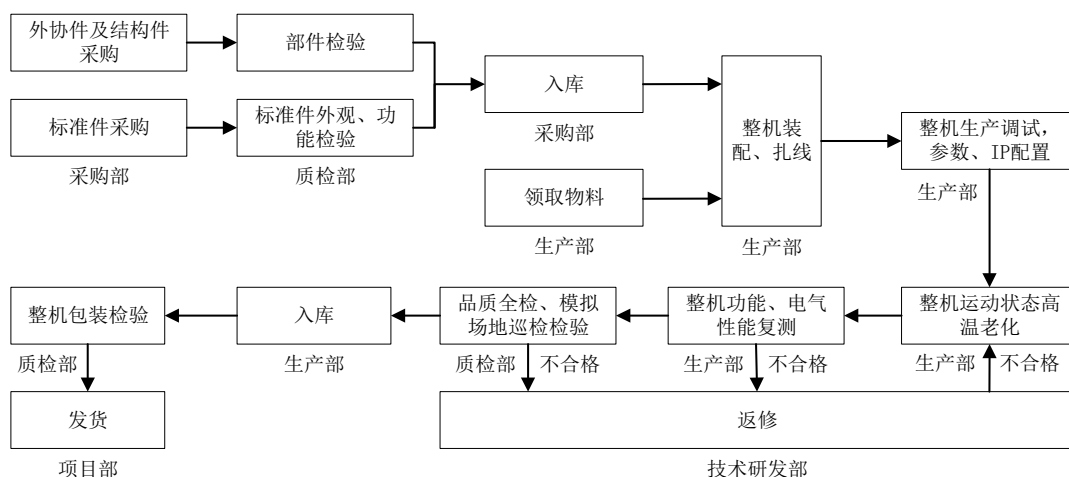 外协件及结构件
采购
部件检验
标准件采购
采购部
标准件外观、功
能检验
质检部
入库
采购部
领取物料
生产部
整机装
配、扎线
生产部
整机生产调试，
参数、IP配置
生产部
整机包装检验
质检部
入库
生产部
品质全检、模拟
场地巡检检验
质检部
不合格
整机功能、电气
性能复测
生产部
不合格
整机运动状态高
温老化
生产部
不合格
发货
项目部
返修
技术研发部